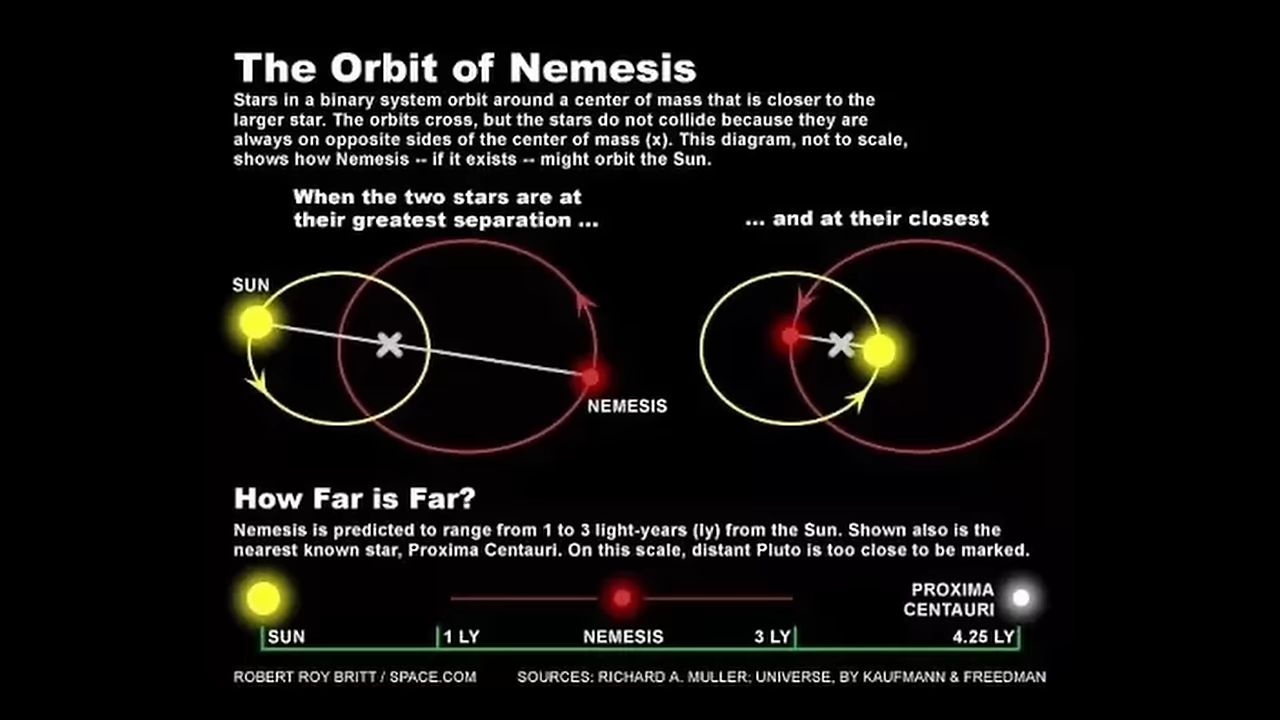 The Orbit of Nemesis
Stars in a binary system orbit around a center of mass that is closer to the
larger star. The orbits cross, but the stars do not collide because they are
always on opposite sides of the center of mass (x). This diagram, not to scale,
shows how Nemesis -- if it exists -- might orbit the Sun.
When the two stars are at
their greatest separation ...
... and at their closest
SUN
NEMESIS
How Far is Far?
Nemesis is predicted to range from 1 to 3 light-years (ly) from the Sun. Shown also is the
nearest known star, Proxima Centauri. On this scale, distant Pluto is too close to be marked.
PROXIMA
CENTAURI
SUN
1 LY
NEMESIS
3 LY
4.25 LY
ROBERT ROY BRITT / SPACE.COM
SOURCES: RICHARD A. MULLER; UNIVERSE, BY KAUFMANN & FREEDMAN